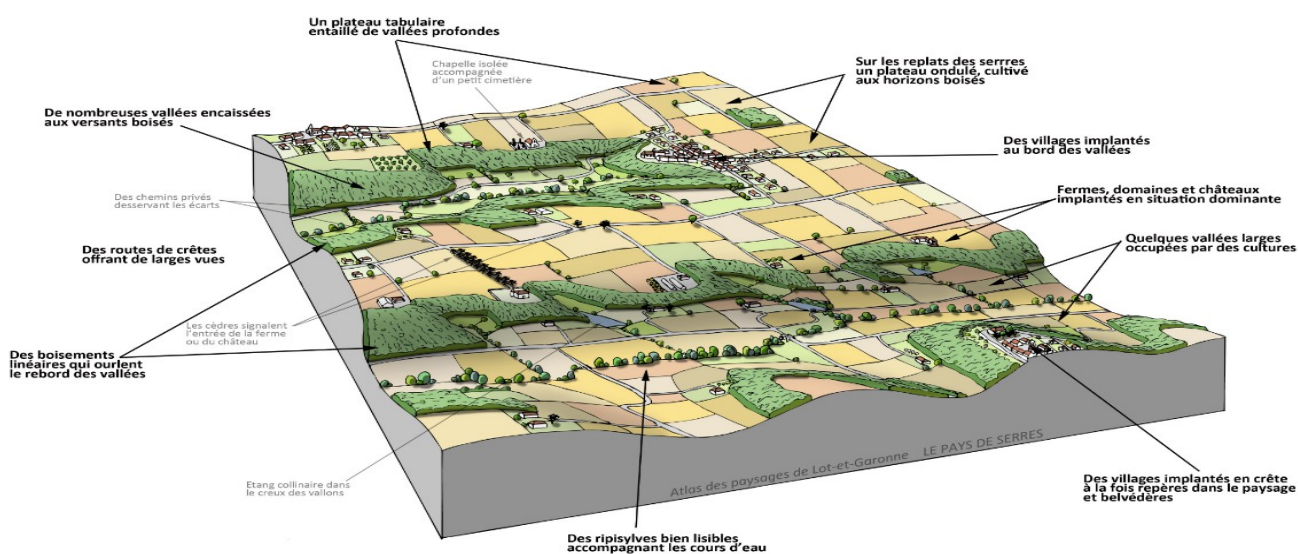 Un plateau tabulaire
entaillé de vallées profondes
Chapelle isolée
accompagnée
d'un petit cimetière
Sur les replats des serrres
un plateau ondulé, cultivé
aux horizons boisés
De nombreuses vallées encaissées
aux versants boisés
Des villages implantés
au bord des vallées
Des chemins privés
desservant les écarts
Fermes, domaines et châteaux
implantés en situation dominante
Des routes de crêtes
offrant de larges vues
Quelques vallées larges
occupées par des cultures
Les cèdres signalent
l'entrée de la ferme
ou du château
Des boisements
linéaires qui ourlent
le rebord des vallées
Etang collinaire dans
le creux des vallons
Atlas des paysages de Lot-et-Garonne LE PAYS DE SERRES
Des villages implantés en crête
à la fois repères dans le paysage
et belvédères
Des ripisylves bien lisibles
accompagnant les cours d'eau